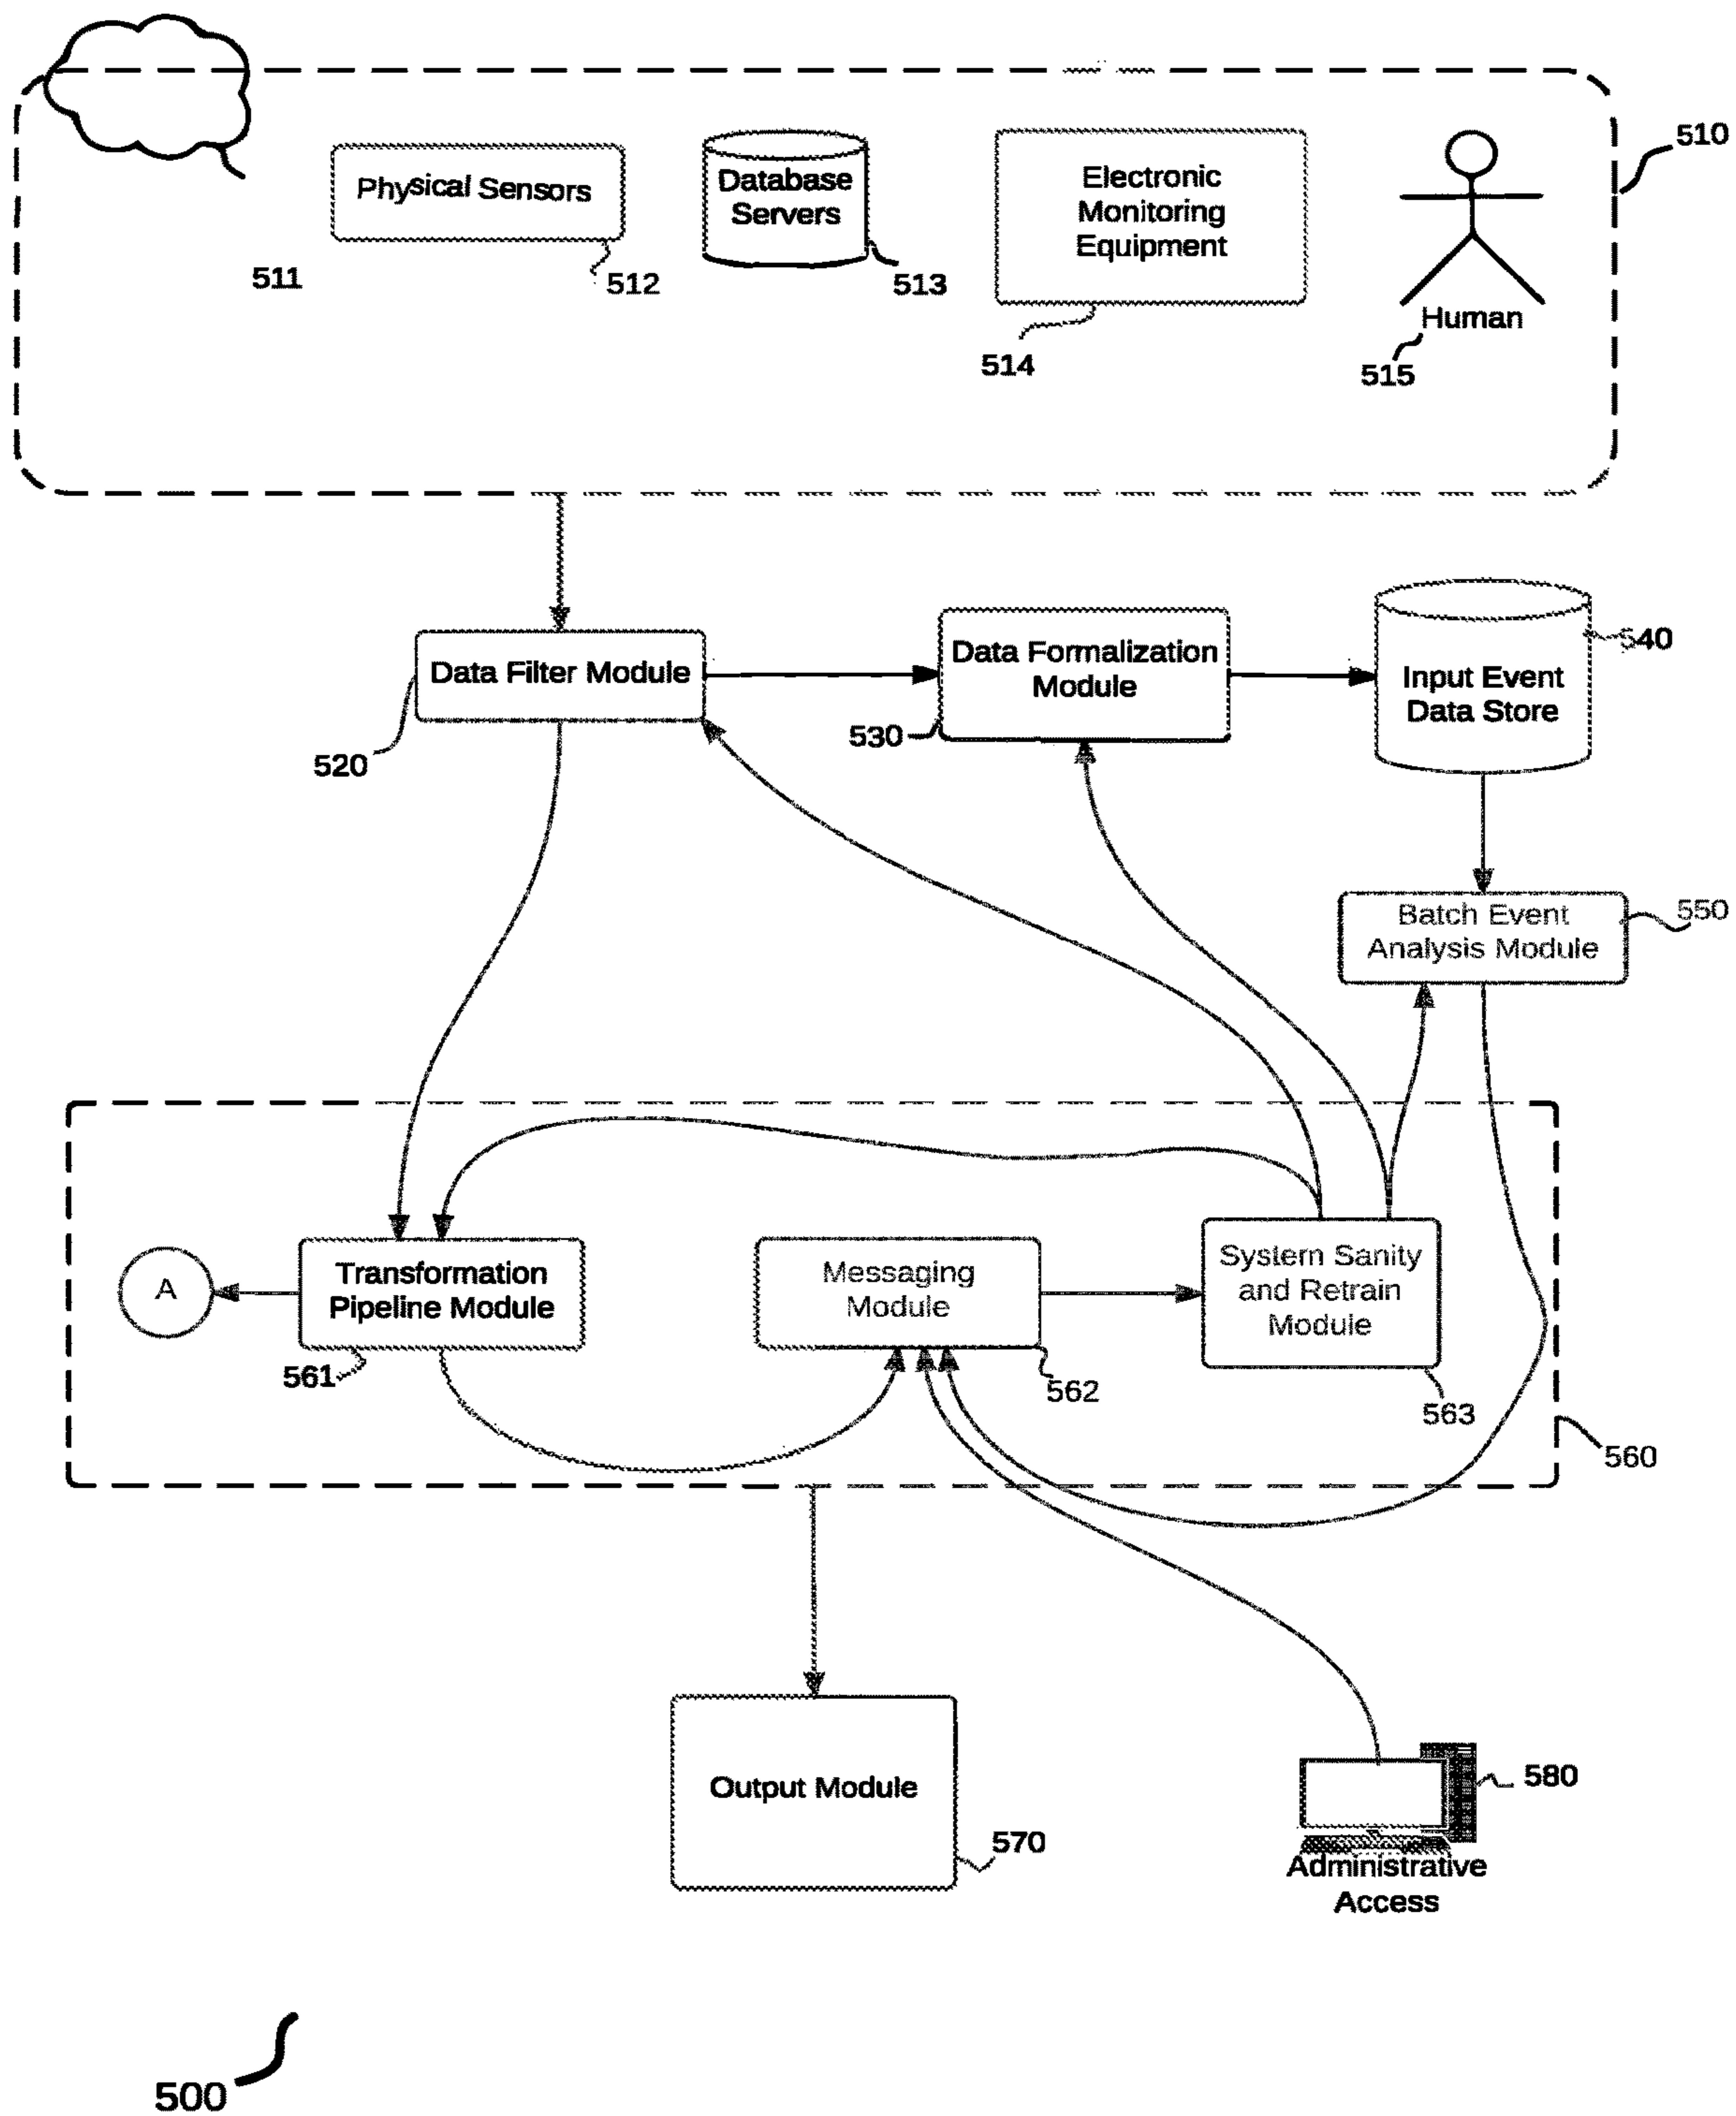 510
Physical Sensors
Database
Servers
Electronic
Monitoring
Equipment
511
512
513
514
Human
515
Data Filter Module
520
Data Formalization
Module
530
Input Event
Data Store
540
Batch Event
Analysis Module
550
A
Transformation
Pipeline Module
561
Messaging
Module
562
System Sanity
and Retrain
Module
563
560
Output Module
570
580
Administrative
Access
500